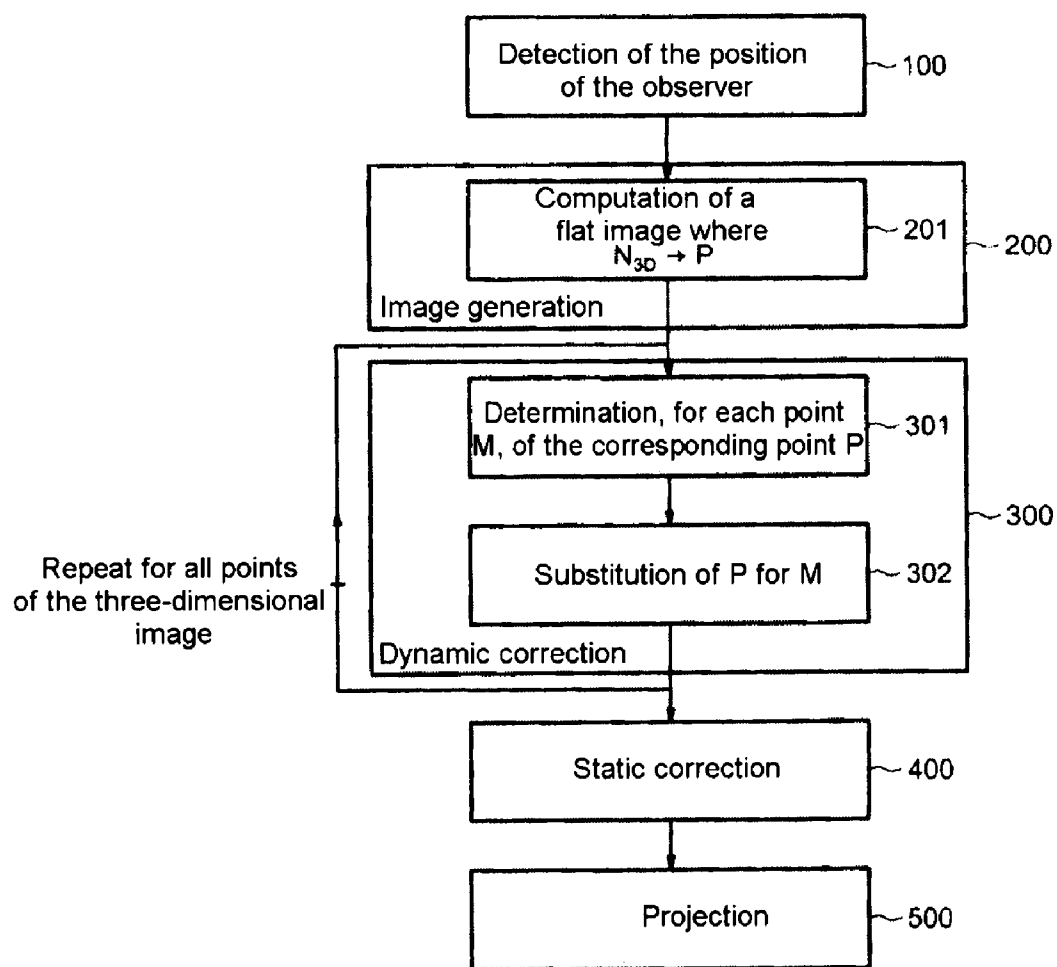 Detection of the position
of the observer
100
Computation of a
flat image where
N3D → P
201
200
Image generation
Determination, for each point
M, of the corresponding point P
301
300
Substitution of P for M
302
Repeat for all points
of the three-dimensional
image
Dynamic correction
Static correction
400
Projection
500